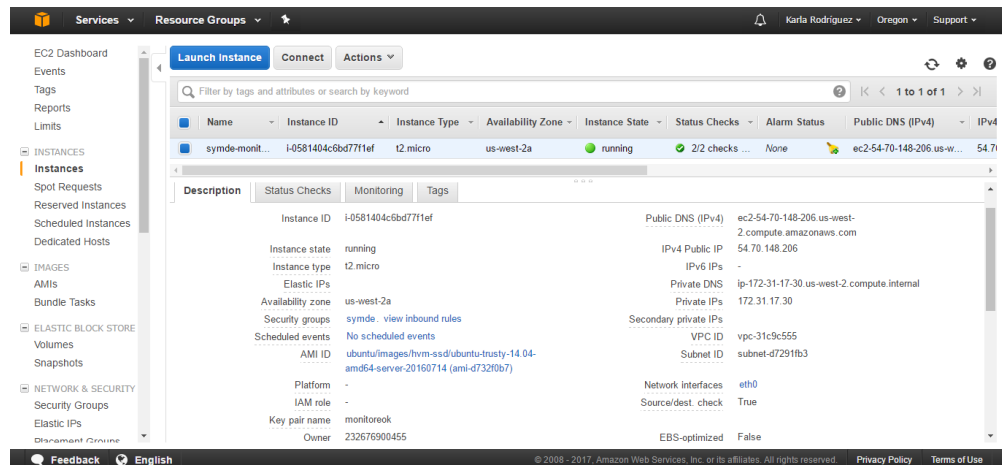 Services Resource Groups Karla Rodriguez Oregon Support
EC2 Dashboard
Events
Tags
Reports
Limits
INSTANCES
Instances
Spot Requests
Reserved Instances
Scheduled Instances
Dedicated Hosts
IMAGES
AMIs
Bundle Tasks
ELASTIC BLOCK STORE
Volumes
Snapshots
NETWORK & SECURITY
Security Groups
Elastic IPs
Placement Groups
Launch Instance Connect Actions
Filter by tags and attributes or search by keyword 1 to 1 of 1
Name Instance ID Instance Type Availability Zone Instance State Status Checks Alarm Status Public DNS (IPv4) IPv4
symde-monit... i-0581404c6bd77f1ef t2.micro us-west-2a running 2/2 checks ... None ec2-54-70-148-206.us-w... 54.70
Description Status Checks Monitoring Tags
Instance ID i-0581404c6bd77f1ef
Instance state running
Instance type t2.micro
Elastic IPs
Availability zone us-west-2a
Security groups symde. view inbound rules
Scheduled events No scheduled events
AMI ID ubuntu/images/hvm-ssd/ubuntu-trusty-14.04-
amd64-server-20160714 (ami-d732f0b7)
Platform -
IAM role -
Key pair name monitoreok
Owner 232676900455
Public DNS (IPv4) ec2-54-70-148-206.us-west-
2.compute.amazonaws.com
IPv4 Public IP 54.70.148.206
IPv6 IPs -
Private DNS ip-172-31-17-30.us-west-2.compute.internal
Private IPs 172.31.17.30
Secondary private IPs
VPC ID vpc-31c9c555
Subnet ID subnet-d7291fb3
Network interfaces eth0
Source/dest. check True
EBS-optimized False
Feedback English © 2008 - 2017, Amazon Web Services, Inc. or its affiliates. All rights reserved. Privacy Policy Terms of Use